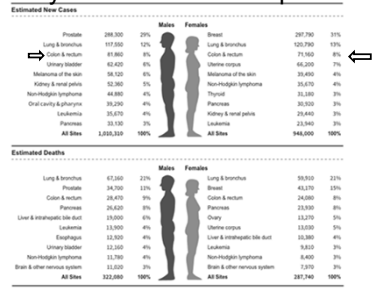 Estimated New Cases
Males Females
Prostate 288,300 29% Breast 297,790 31%
Lung & bronchus 117,550 12% Lung & bronchus 120,790 13%
Colon & rectum 81,860 8% Colon & rectum 71,160 8%
Urinary bladder 62,420 6% Uterine corpus 66,200 7%
Melanoma of the skin 58,120 6% Melanoma of the skin 39,490 4%
Kidney & renal pelvis 52,360 5% Non-Hodgkin lymphoma 35,670 4%
Non-Hodgkin lymphoma 44,880 4% Thyroid 31,180 3%
Oral cavity & pharynx 39,290 4% Pancreas 30,920 3%
Leukemia 35,670 4% Kidney & renal pelvis 29,440 3%
Pancreas 33,130 3% Leukemia 23,940 3%
All Sites 1,010,310 100% All Sites 948,000 100%
Estimated Deaths
Males Females
Lung & bronchus 67,160 21% Lung & bronchus 59,910 21%
Prostate 34,700 11% Breast 43,170 15%
Colon & rectum 28,470 9% Colon & rectum 24,080 8%
Pancreas 26,620 8% Pancreas 23,930 8%
Liver & intrahepatic bile duct 19,000 6% Ovary 13,270 5%
Leukemia 13,900 4% Uterine corpus 13,030 5%
Esophagus 12,920 4% Liver & intrahepatic bile duct 10,380 4%
Urinary bladder 12,160 4% Leukemia 9,810 3%
Non-Hodgkin lymphoma 11,780 4% Non-Hodgkin lymphoma 8,400 3%
Brain & other nervous system 11,020 3% Brain & other nervous system 7,970 3%
All Sites 322,080 100% All Sites 287,740 100%